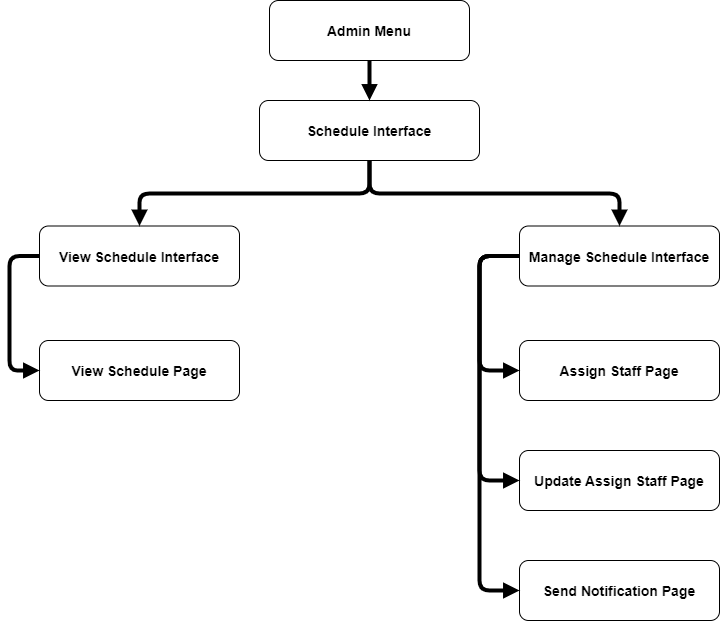 Admin Menu
Schedule Interface
View Schedule Interface
Manage Schedule Interface
View Schedule Page
Assign Staff Page
Update Assign Staff Page
Send Notification Page